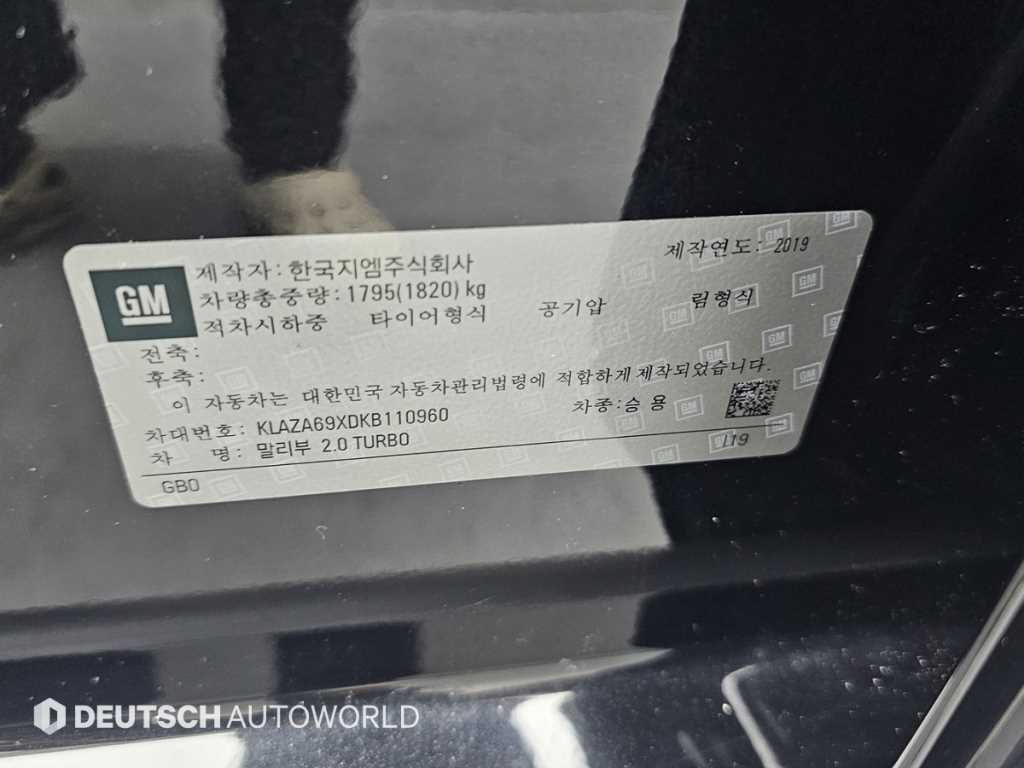 GM
제작자: 한국지엠주식회사 제작연도: 2019
차량총중량: 1795(1820) kg
적차시하중 타이어형식 공기압 림형식
전축:
후축:
이 자동차는 대한민국 자동차관리법령에 적합하게 제작되었습니다.
차대번호: KLAZA69XDKB110960 차종:승용
차 명: 말리부 2.0 TURBO /19
GB0
DEUTSCH AUTOWORLD